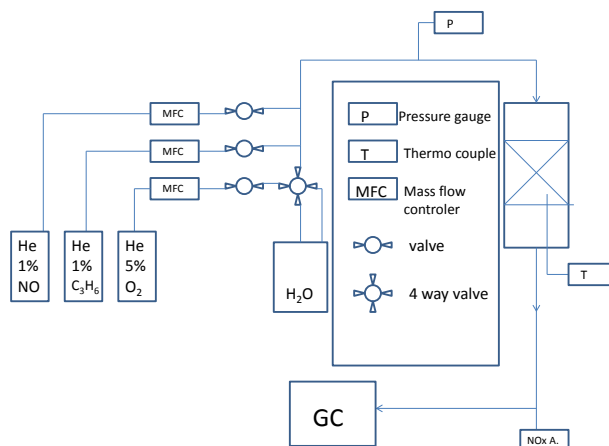 P
MFC
MFC
MFC
P
Pressure gauge
T
Thermo couple
MFC
Mass flow
controler
valve
4 way valve
He
1%
NO
He
1%
C₃H₆
He
5%
O₂
H₂O
T
GC
NOx A.